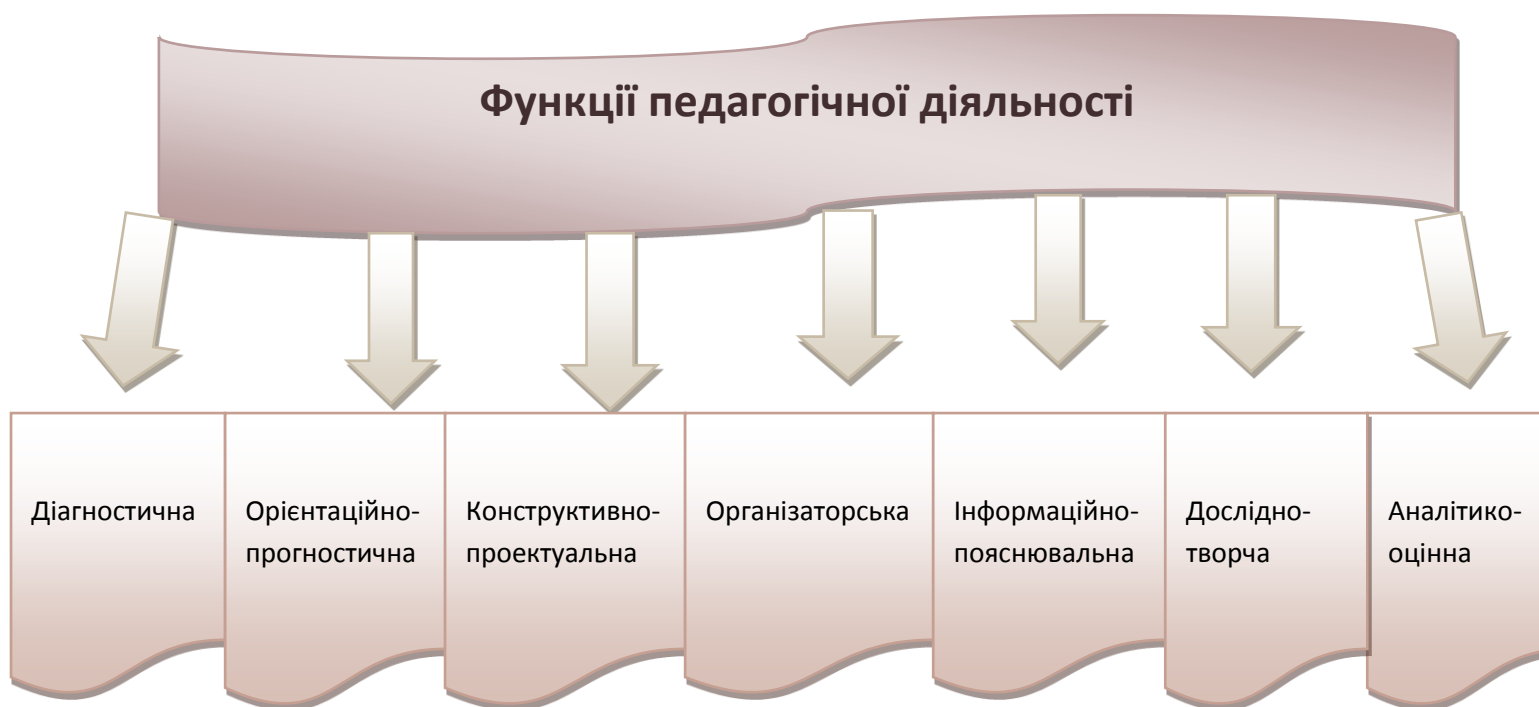 Функції педагогічної діяльності
Діагностична
Орієнтаційно-
прогностична
Конструктивно-
проектуальна
Організаторська
Інформаційно-
пояснювальна
Дослідно-
творча
Аналітико-
оцінна